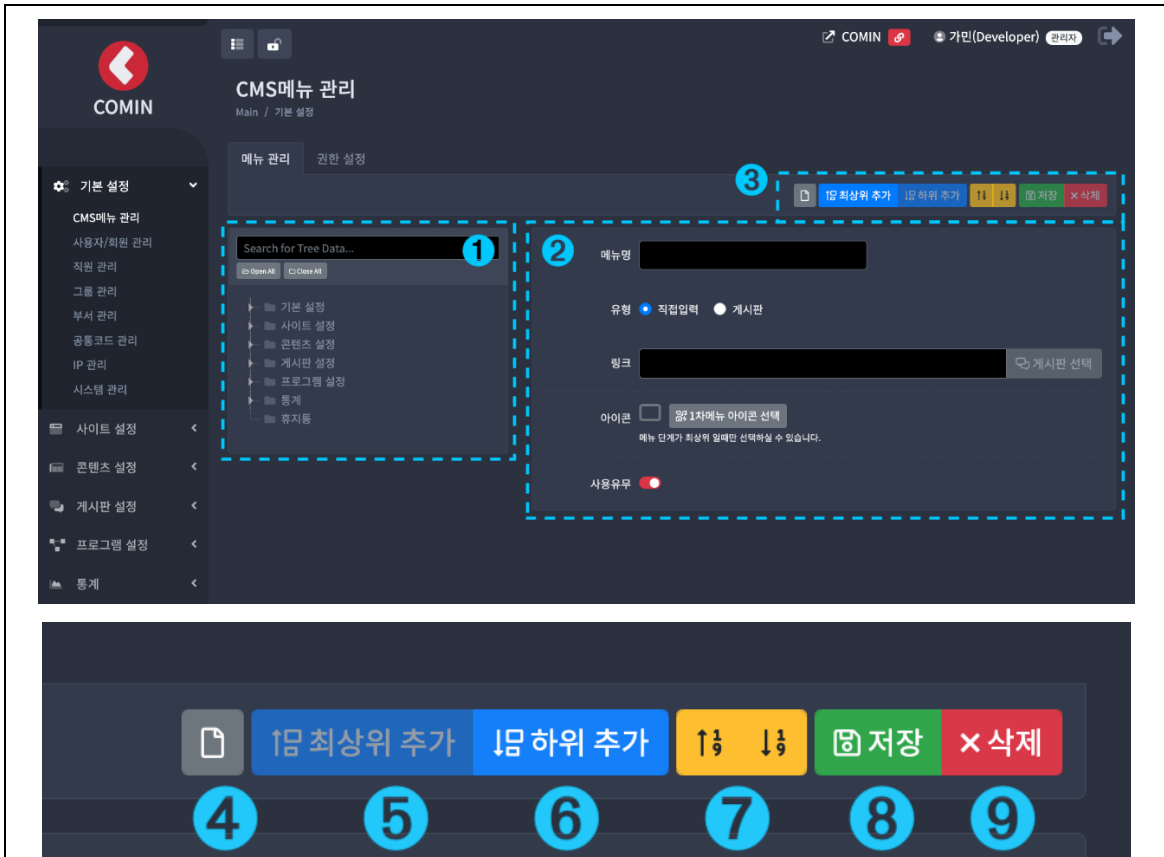 COMIN
가민(Developer) 관리자
COMIN
CMS메뉴 관리
Main / 기본 설정
메뉴 관리
권한 설정
기본 설정
CMS메뉴 관리
사용자/회원 관리
직원 관리
그룹 관리
부서 관리
공통코드 관리
IP 관리
시스템 관리
사이트 설정
콘텐츠 설정
게시판 설정
프로그램 설정
통계
3
최상위 추가
하위 추가
저장
삭제
1
Search for Tree Data...
Open All
Close All
기본 설정
사이트 설정
콘텐츠 설정
게시판 설정
프로그램 설정
통계
휴지통
2
메뉴명
유형 직접입력 게시판
링크
게시판 선택
아이콘
1차메뉴 아이콘 선택
메뉴 단계가 최상위 일때만 선택하실 수 있습니다.
사용유무
최상위 추가
하위 추가
저장
삭제
4 5 6 7 8 9